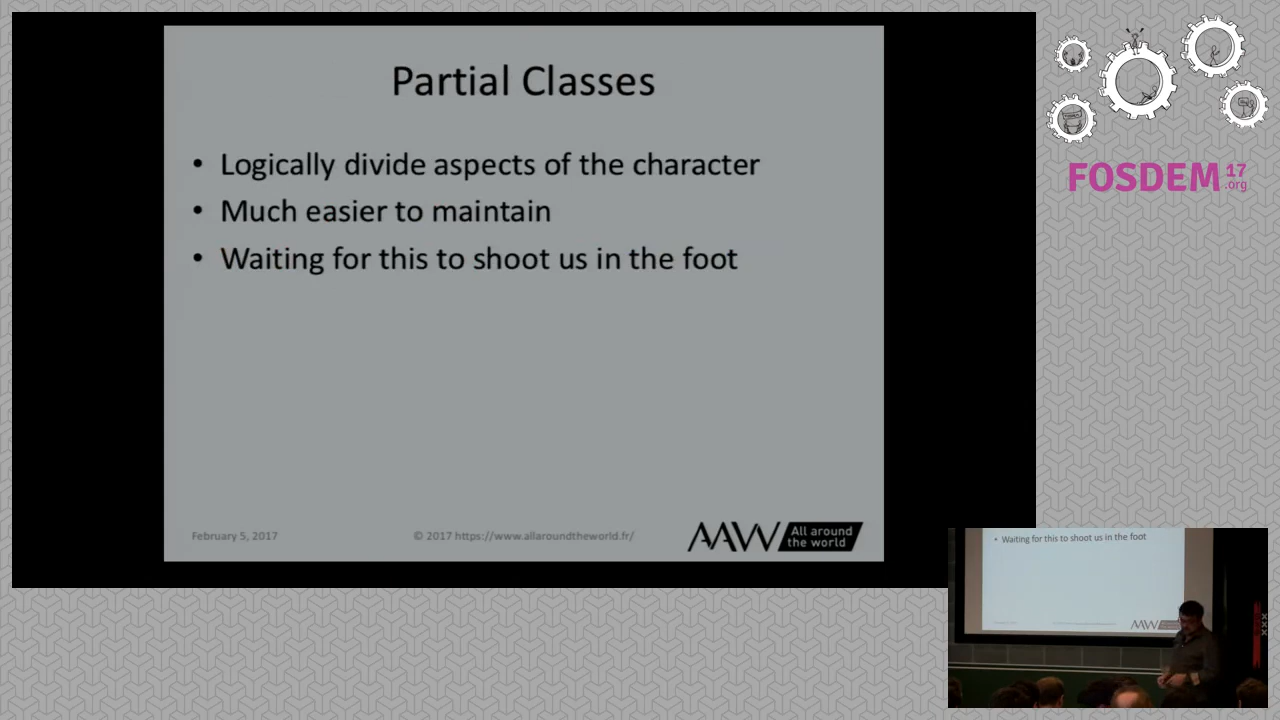 Partial Classes
• Logically divide aspects of the character
• Much easier to maintain
• Waiting for this to shoot us in the foot
February 5, 2017
© 2017 https://www.allaroundtheworld.fr/
AAW All around
the world
FOSDEM 17
.org
• Waiting for this to shoot us in the foot
AAW